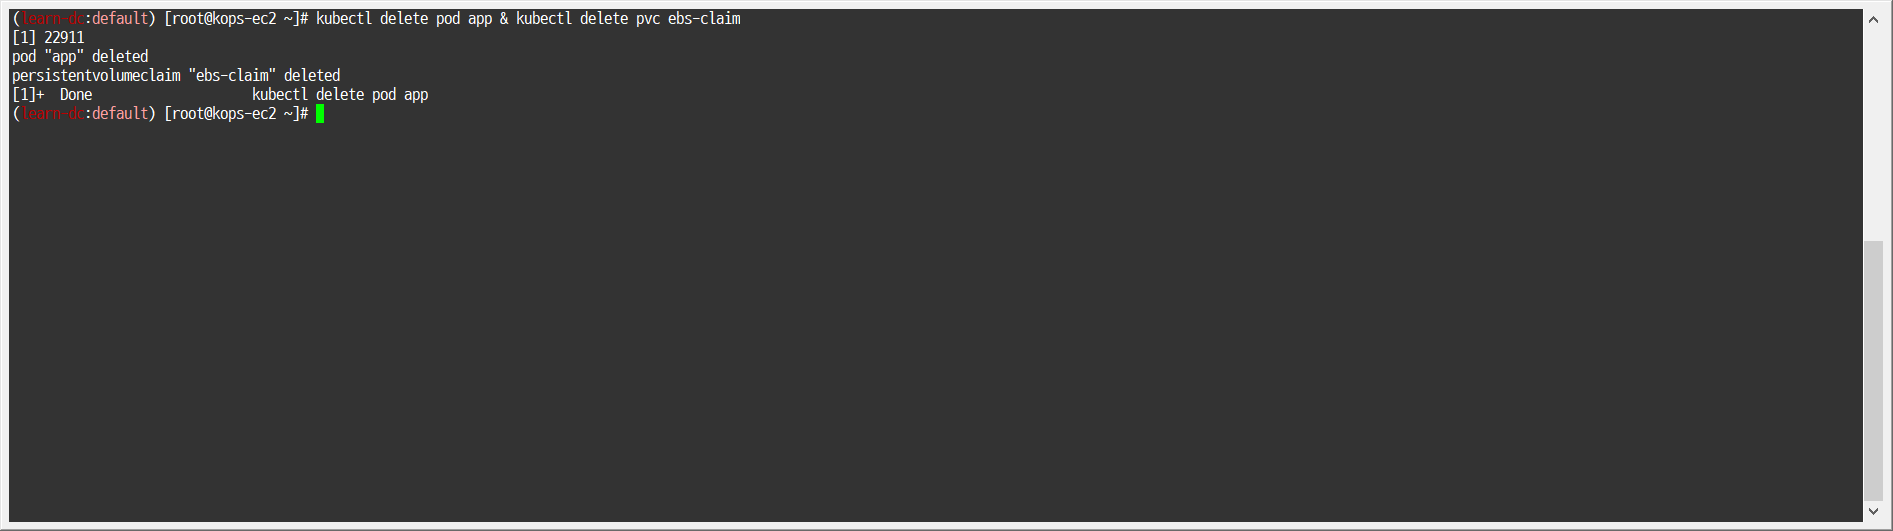 (learn-dc:default) [root@kops-ec2 ~]# kubectl delete pod app & kubectl delete pvc ebs-claim
[1] 22911
pod "app" deleted
persistentvolumeclaim "ebs-claim" deleted
[1]+  Done                    kubectl delete pod app
(learn-dc:default) [root@kops-ec2 ~]#